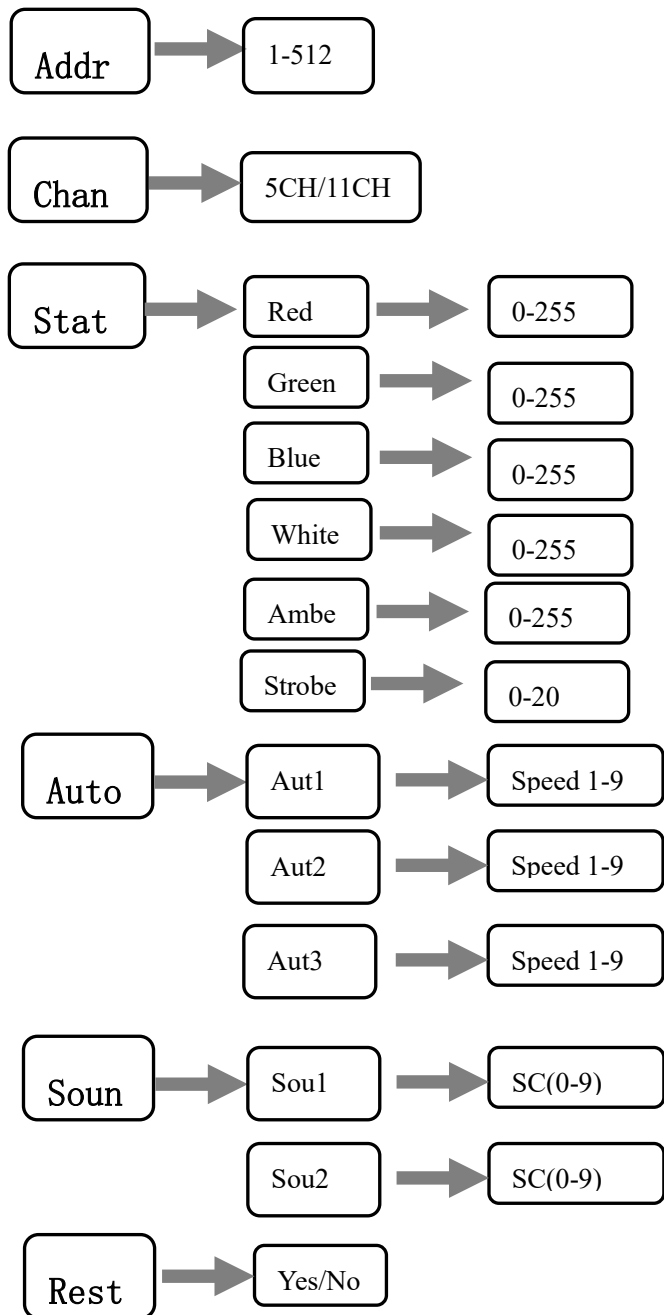 Addr 1-512
Chan 5CH/11CH
Stat Red 0-255
Green 0-255
Blue 0-255
White 0-255
Ambe 0-255
Strobe 0-20
Auto Aut1 Speed 1-9
Aut2 Speed 1-9
Aut3 Speed 1-9
Soun Sou1 SC(0-9)
Sou2 SC(0-9)
Rest Yes/No